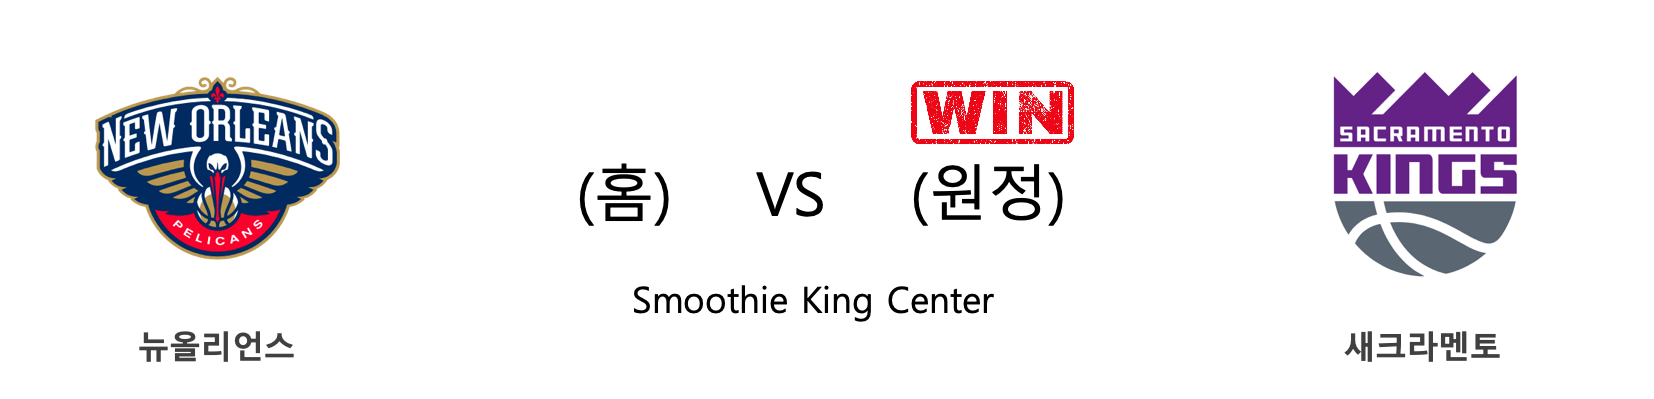 NEW ORLEANS
PELICANS
WIN
(홈) VS (원정)
Smoothie King Center
뉴올리언스
SACRAMENTO
KINGS
새크라멘토